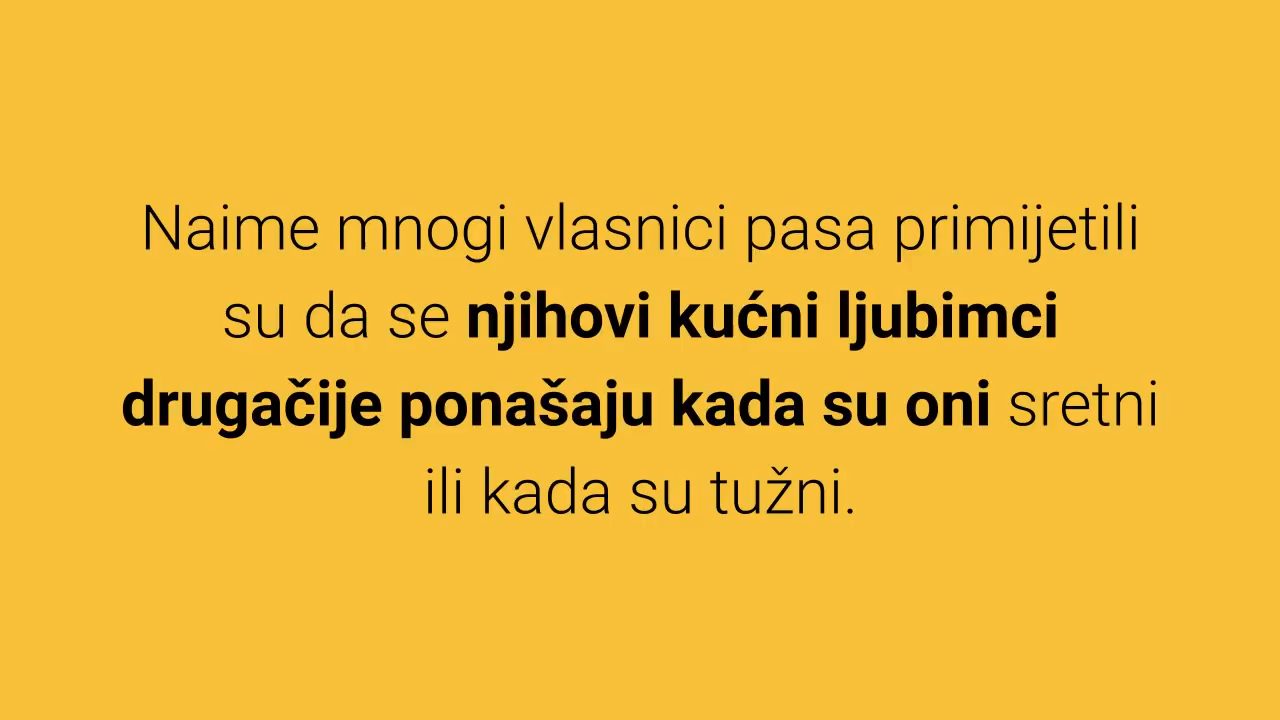 Naime mnogi vlasnici pasa primijetili
su da se njihovi kućni ljubimci
drugačije ponašaju kada su oni sretni
ili kada su tužni.